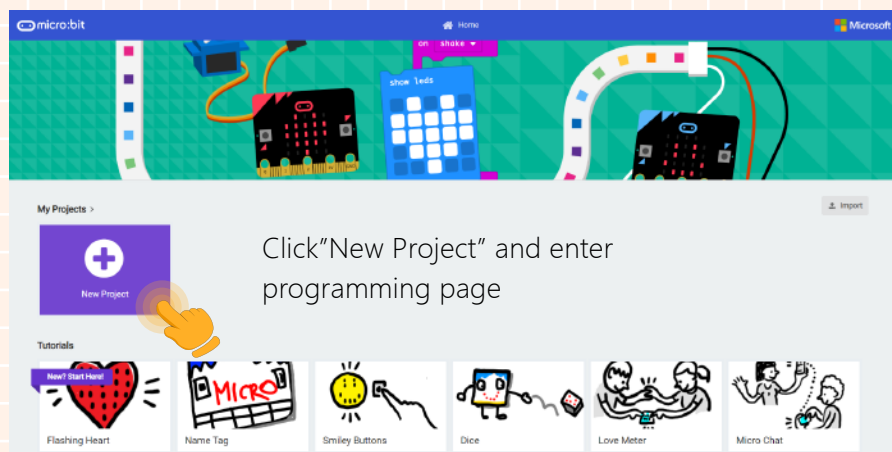 micro:bit
Home
Microsoft
on shake
show leds
My Projects >
Import
New Project
Click"New Project" and enter
programming page
Tutorials
New? Start Here!
MICRO
Flashing Heart
Name Tag
Smiley Buttons
Dice
Love Meter
Micro Chat